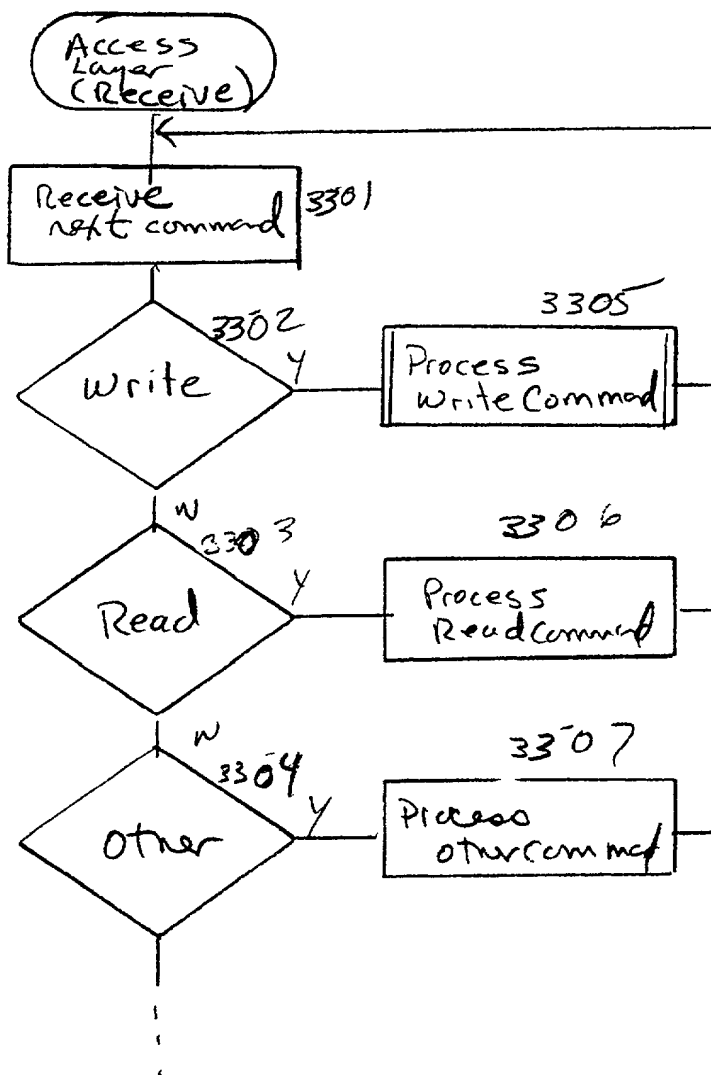 Access
Layer
(Receive)
Receive
next command
3301
3302
Write
Y
3305
Process
Write Command
N
3303
Read
Y
3306
Process
Read Command
N
3304
Other
Y
3307
Process
other command